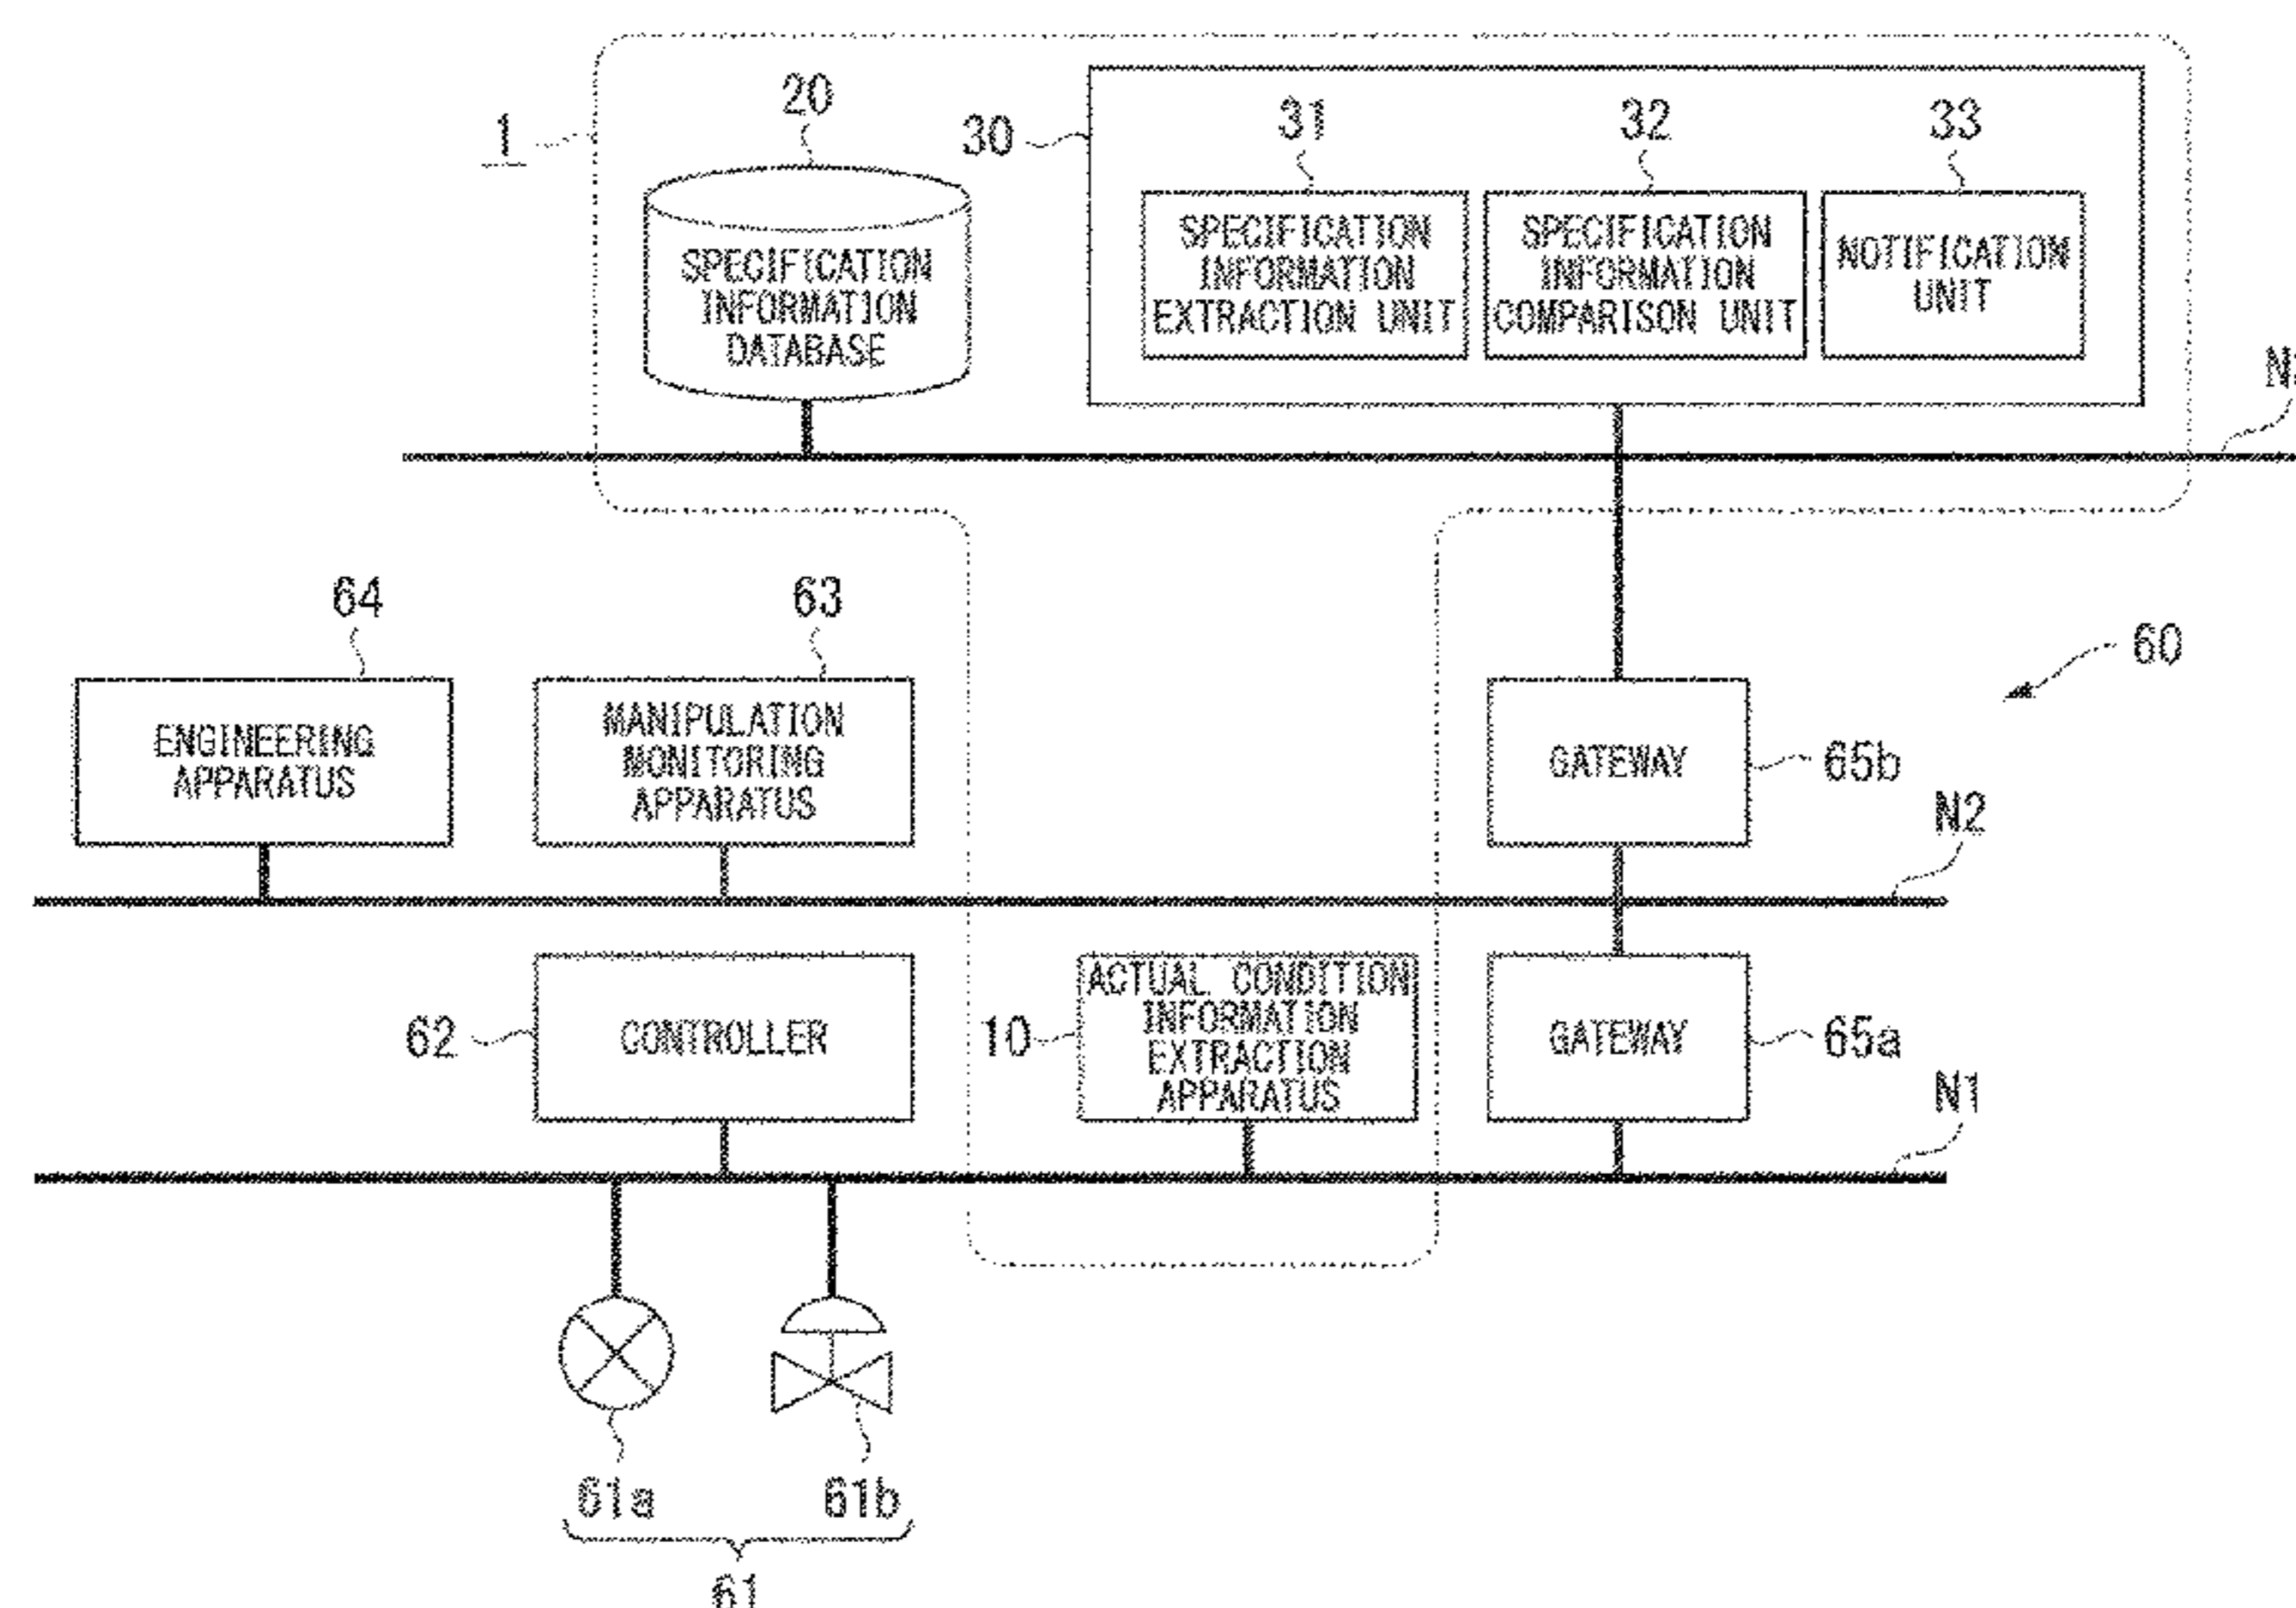 1
20
30
31
32
33
SPECIFICATION
INFORMATION
DATABASE
SPECIFICATION
INFORMATION
EXTRACTION UNIT
SPECIFICATION
INFORMATION
COMPARISON UNIT
NOTIFICATION
UNIT
64
63
60
ENGINEERING
APPARATUS
MANIPULATION
MONITORING
APPARATUS
GATEWAY
65b
N2
62
CONTROLLER
10
ACTUAL CONDITION
INFORMATION
EXTRACTION
APPARATUS
GATEWAY
65a
N1
61a
61b
61